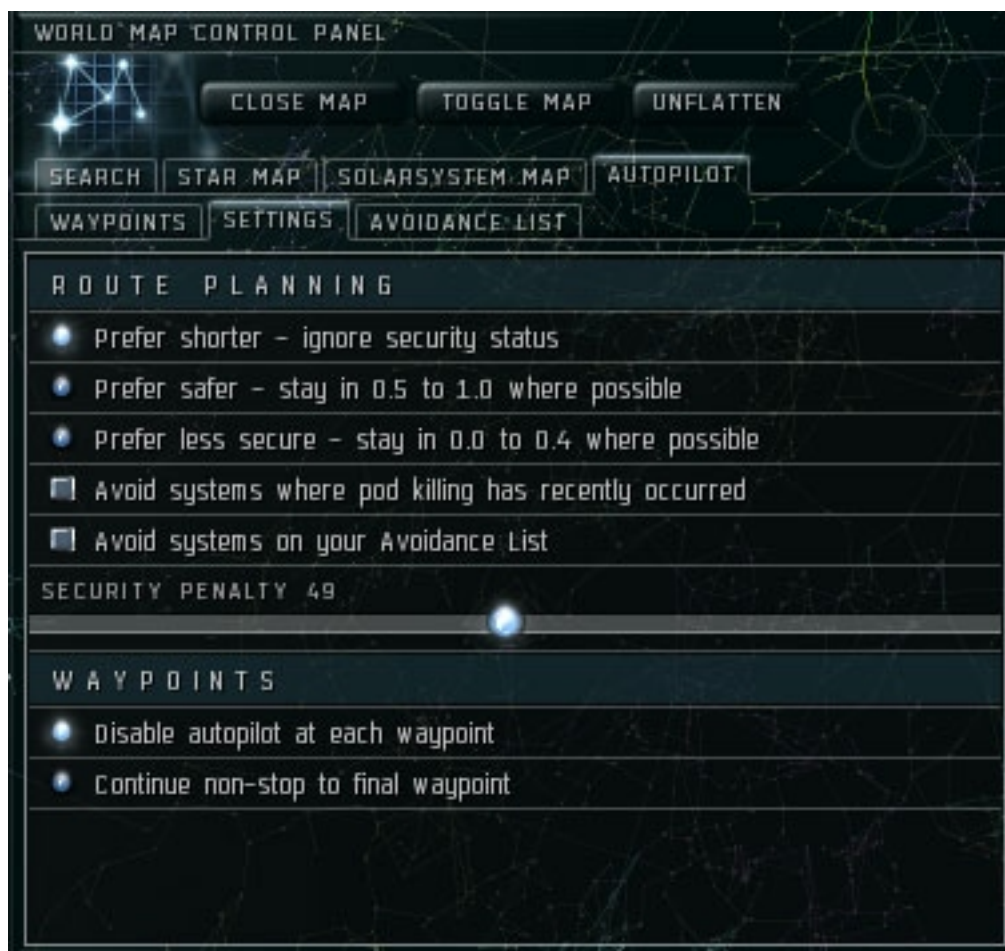 WORLD MAP CONTROL PANEL
CLOSE MAP TOGGLE MAP UNFLATTEN
SEARCH STAR MAP SOLARSYSTEM MAP AUTOPILOT
WAYPOINTS SETTINGS AVOIDANCE LIST
ROUTE PLANNING
Prefer shorter - ignore security status
Prefer safer - stay in 0.5 to 1.0 where possible
Prefer less secure - stay in 0.0 to 0.4 where possible
Avoid systems where pod killing has recently occurred
Avoid systems on your Avoidance List
SECURITY PENALTY 49
WAYPOINTS
Disable autopilot at each waypoint
Continue non-stop to final waypoint